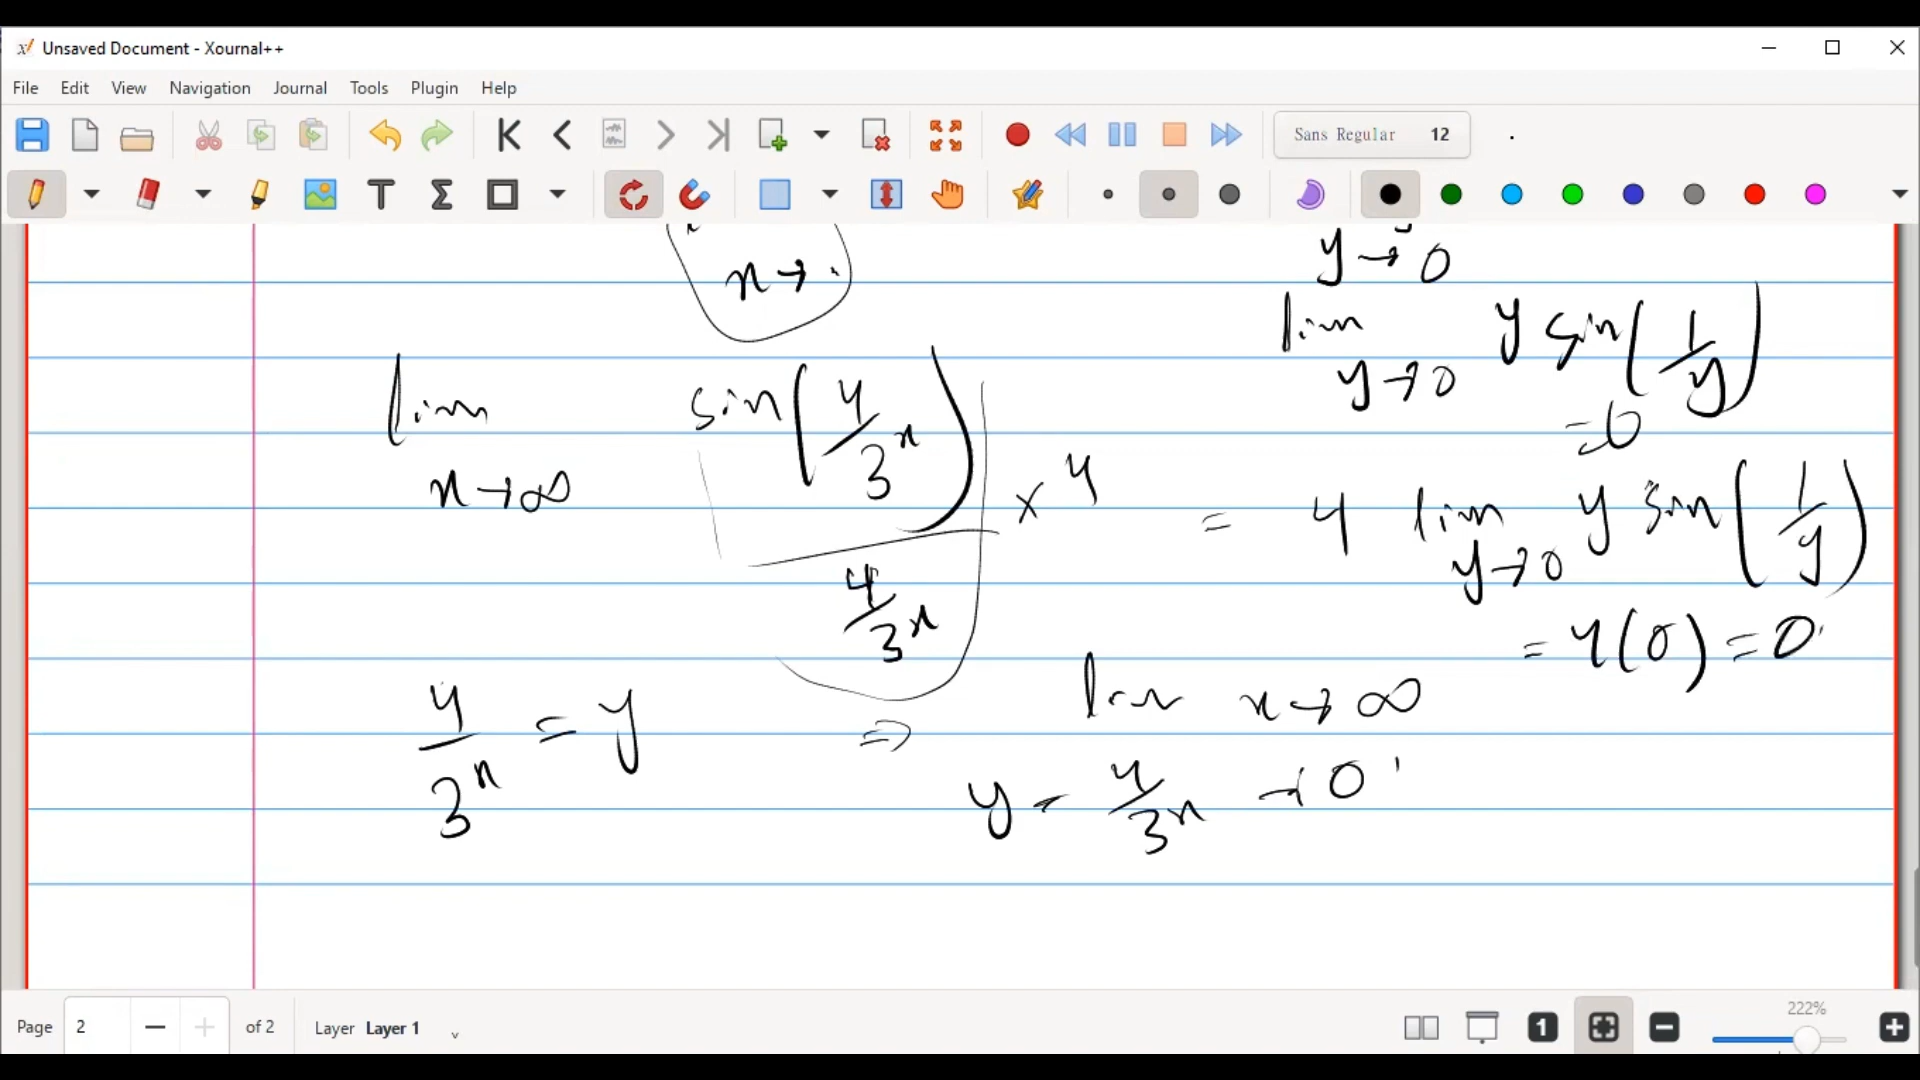 Unsaved Document - Xournal++
File Edit View Navigation Journal Tools Plugin Help
Sans Regular 12
x → .
y → 0
lim y → 0 y sin(1/y)
= 0
lim x → ∞ sin(4/3^x) / (4/3^x) × 4 = 4 lim y → 0 y sin(1/y)
= 4(0) = 0
4/3^x = y ⇒ lim x → ∞
y = 4/3^x → 0
Page 2 of 2 Layer Layer 1
1
222%